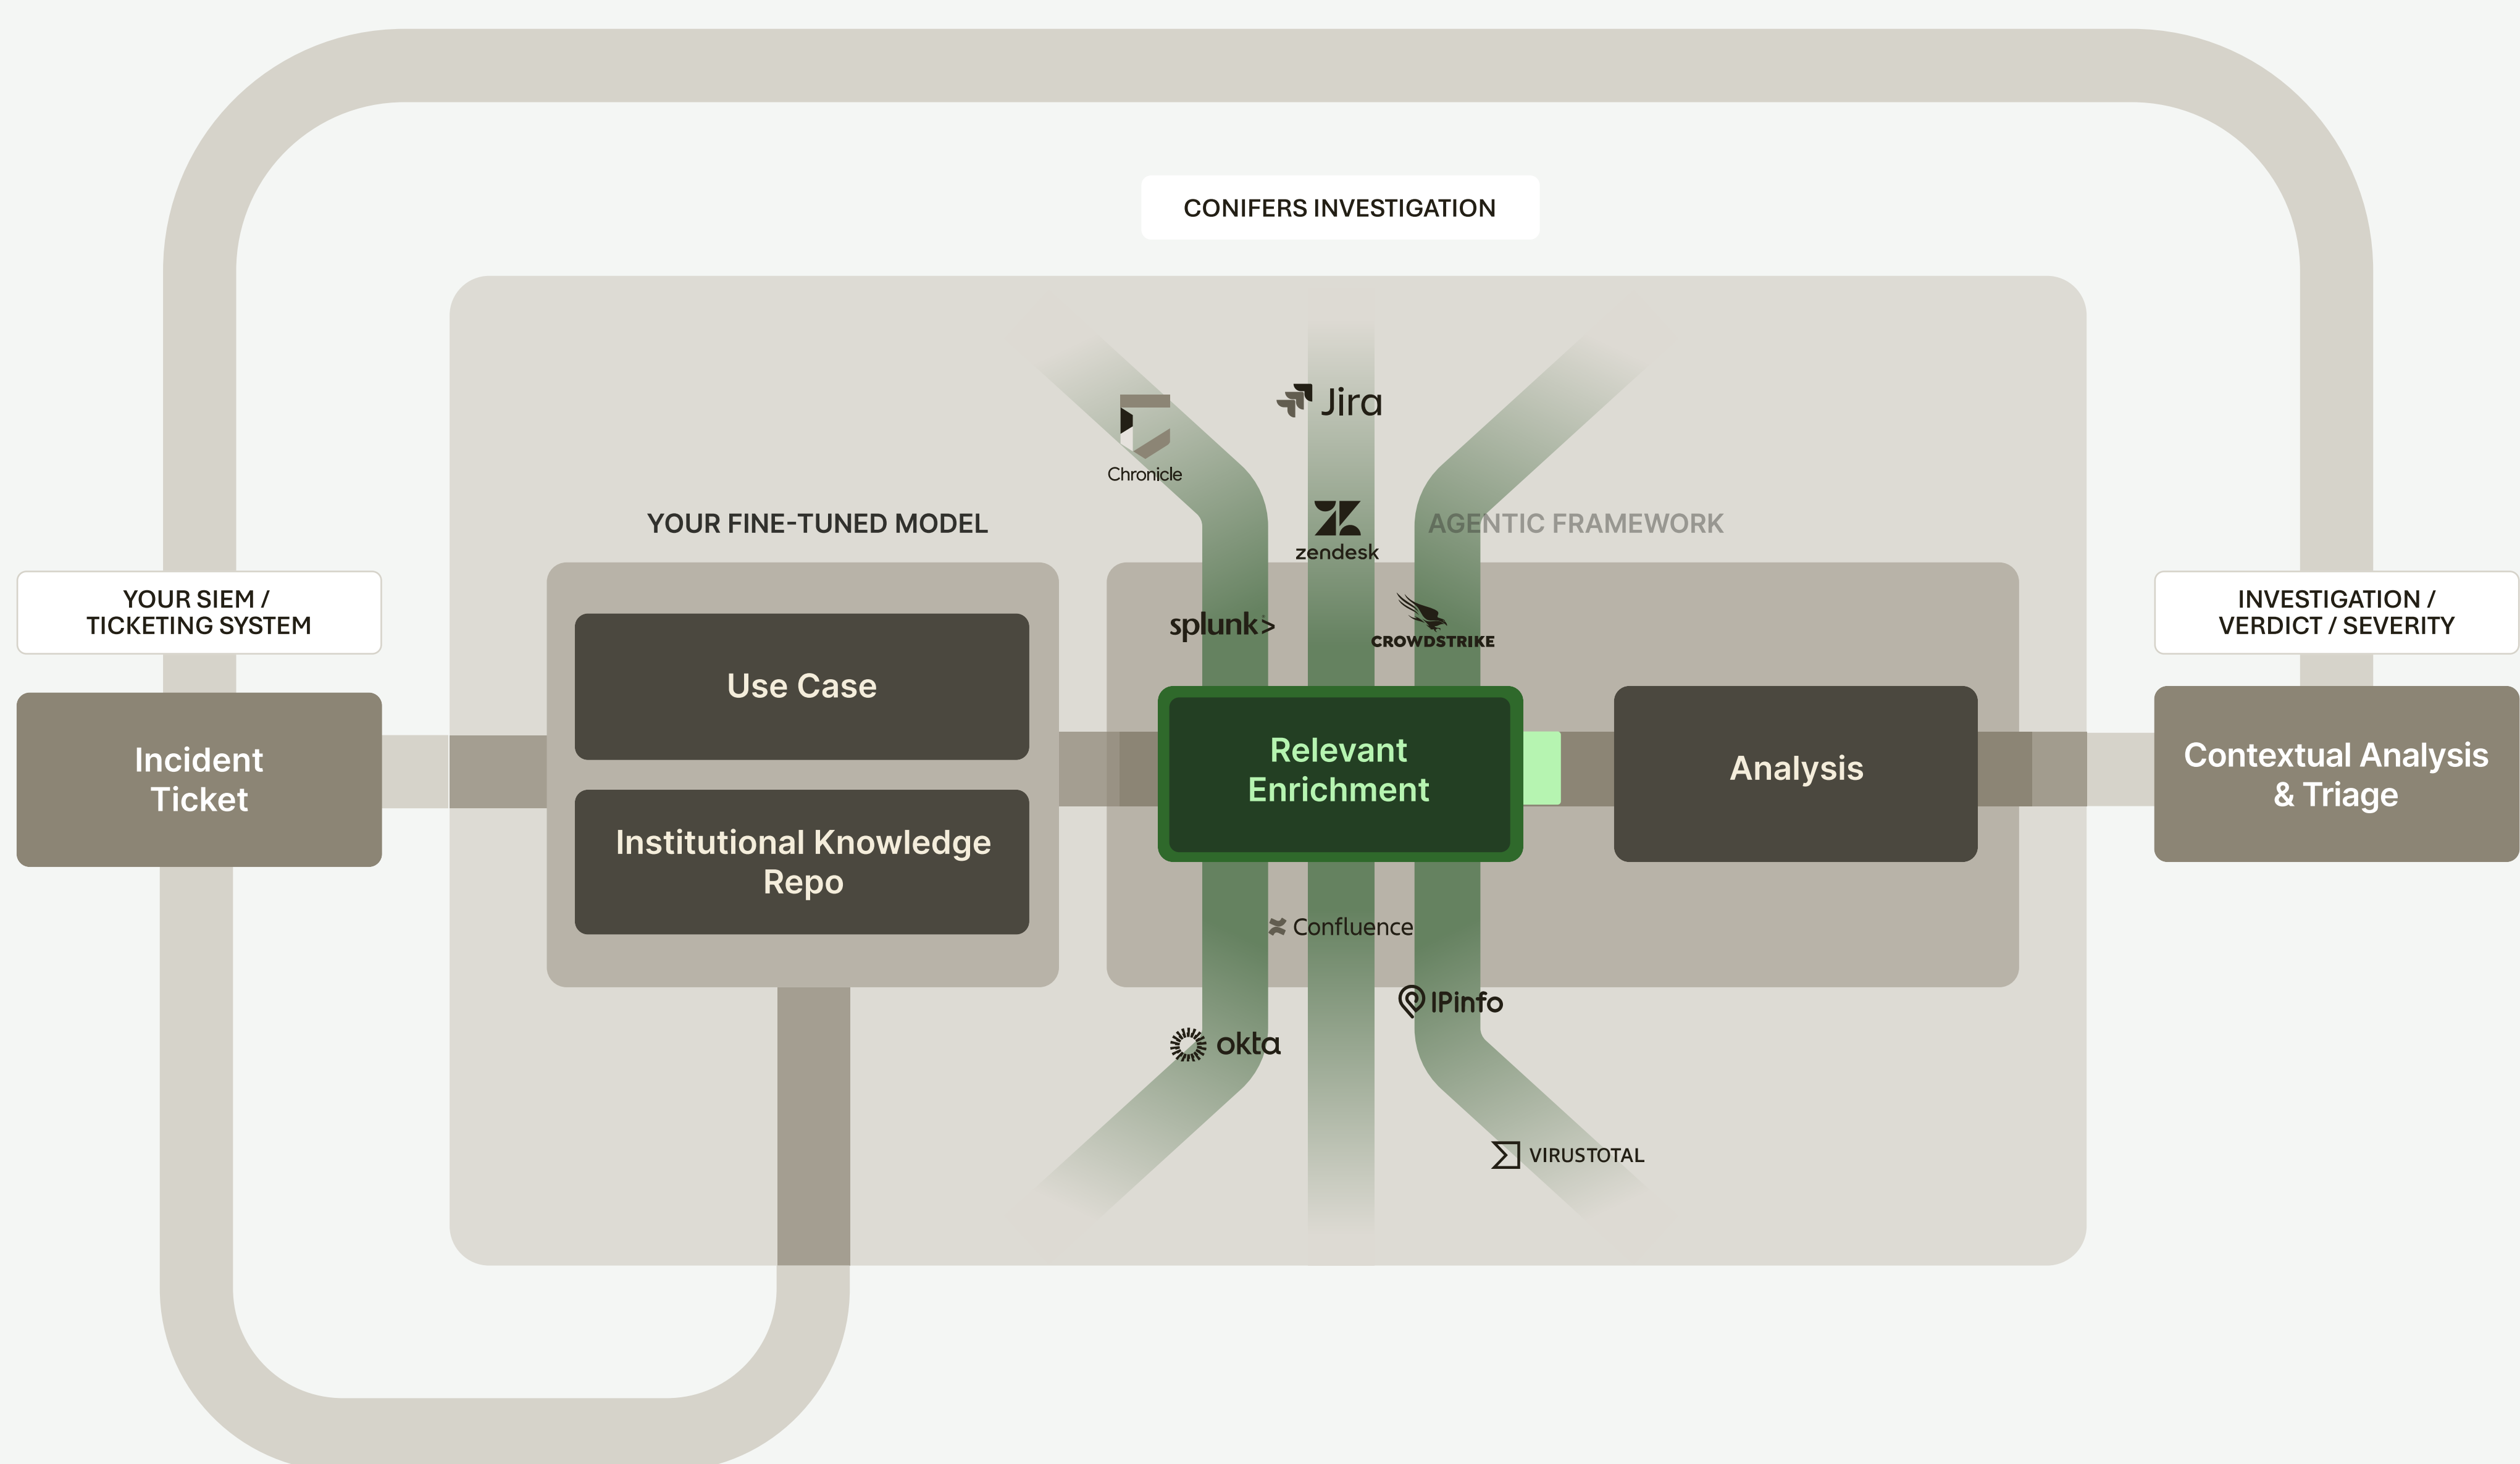 CONIFERS INVESTIGATION
Jira
Chronicle
YOUR FINE-TUNED MODEL
zendesk
AGENTIC FRAMEWORK
YOUR SIEM /
TICKETING SYSTEM
splunk>
CROWDSTRIKE
INVESTIGATION /
VERDICT / SEVERITY
Incident
Ticket
Use Case
Institutional Knowledge
Repo
Relevant
Enrichment
Analysis
Contextual Analysis
& Triage
Confluence
IPinfo
okta
VIRUSTOTAL